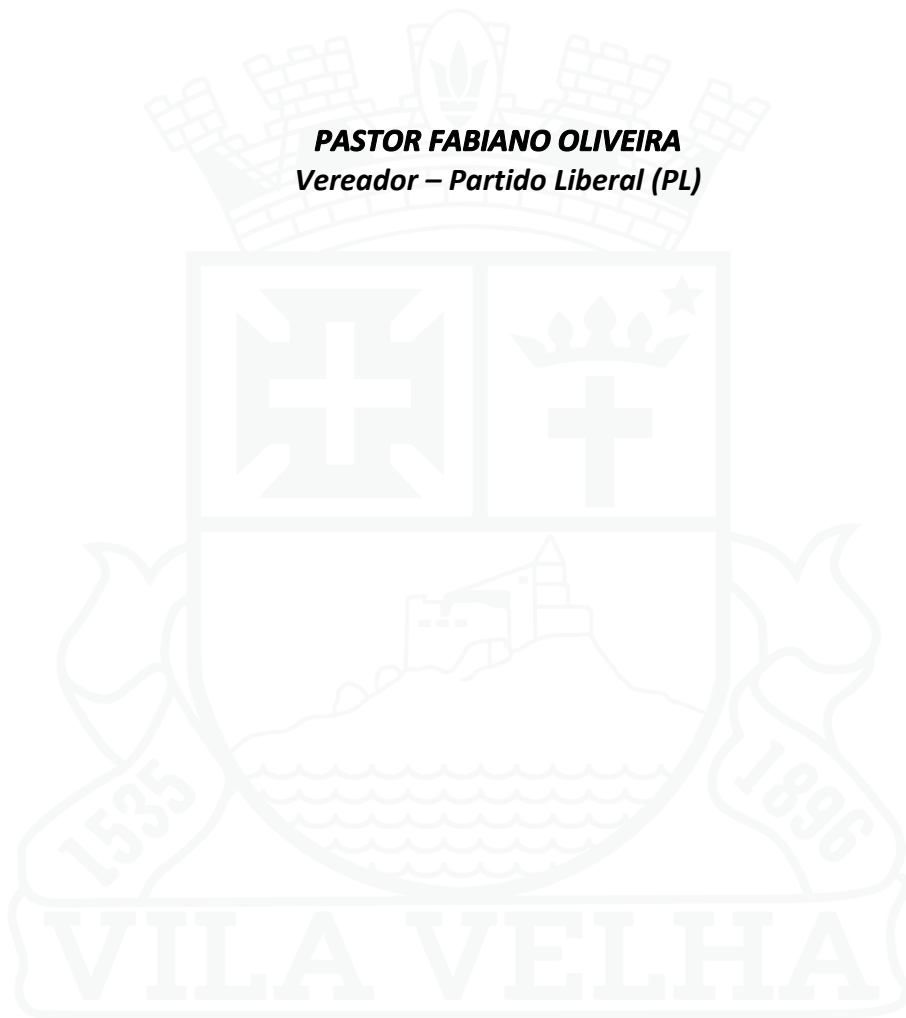 PASTOR FABIANO OLIVEIRA
Vereador – Partido Liberal (PL)
1535
1896
VILA VELHA